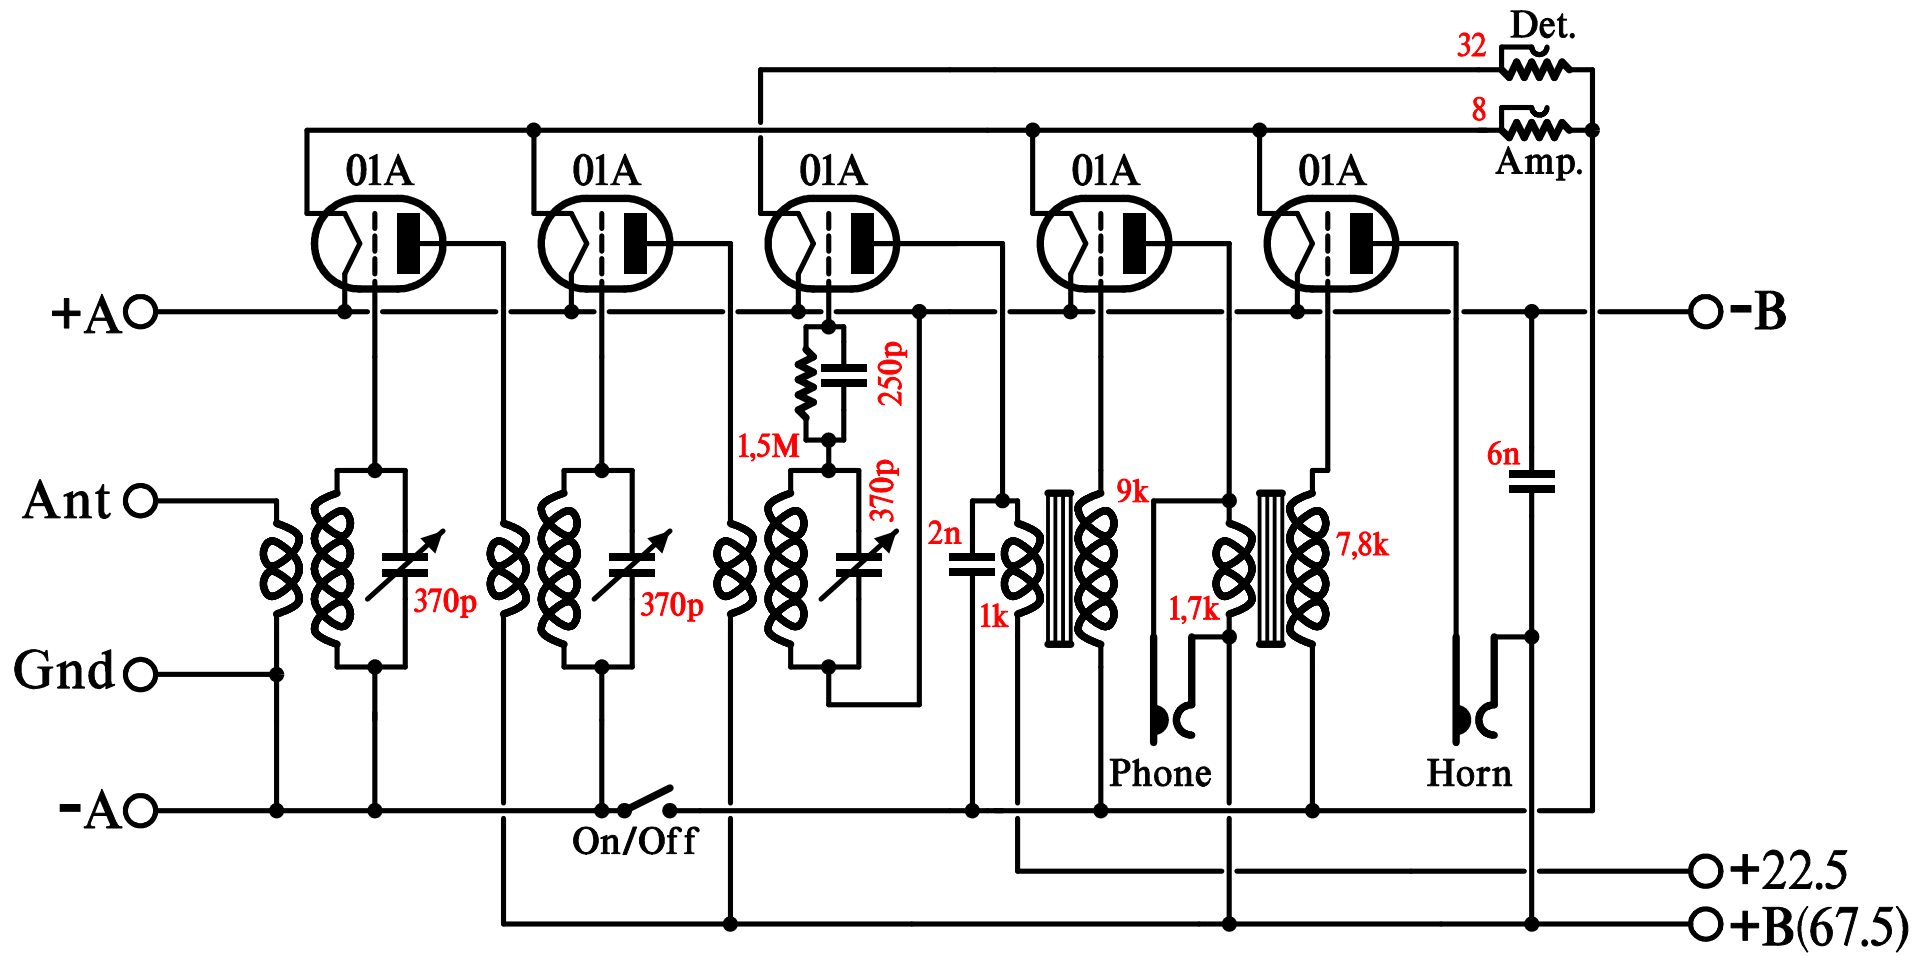 Det.
32
8
Amp.
01A
01A
01A
01A
01A
+A
-B
250p
1,5M
370p
6n
Ant
9k
2n
7,8k
370p
370p
1k
1,7k
Gnd
Phone
Horn
-A
On/Off
+22.5
+B(67.5)